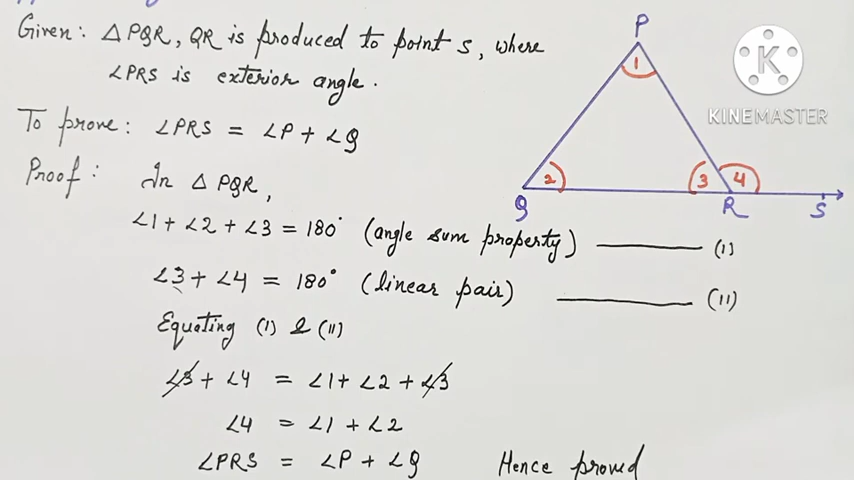 Given: △PQR, QR is produced to point S, where
∠PRS is exterior angle.
To prove: ∠PRS = ∠P + ∠Q
Proof: In △PQR,
∠1 + ∠2 + ∠3 = 180° (angle sum property) ——— (I)
∠3 + ∠4 = 180° (linear pair) ——— (II)
Equating (I) & (II)
∠3 + ∠4 = ∠1 + ∠2 + ∠3
∠4 = ∠1 + ∠2
∠PRS = ∠P + ∠Q Hence proved
P
1
2
3
4
Q
R
S
K
KINEMASTER